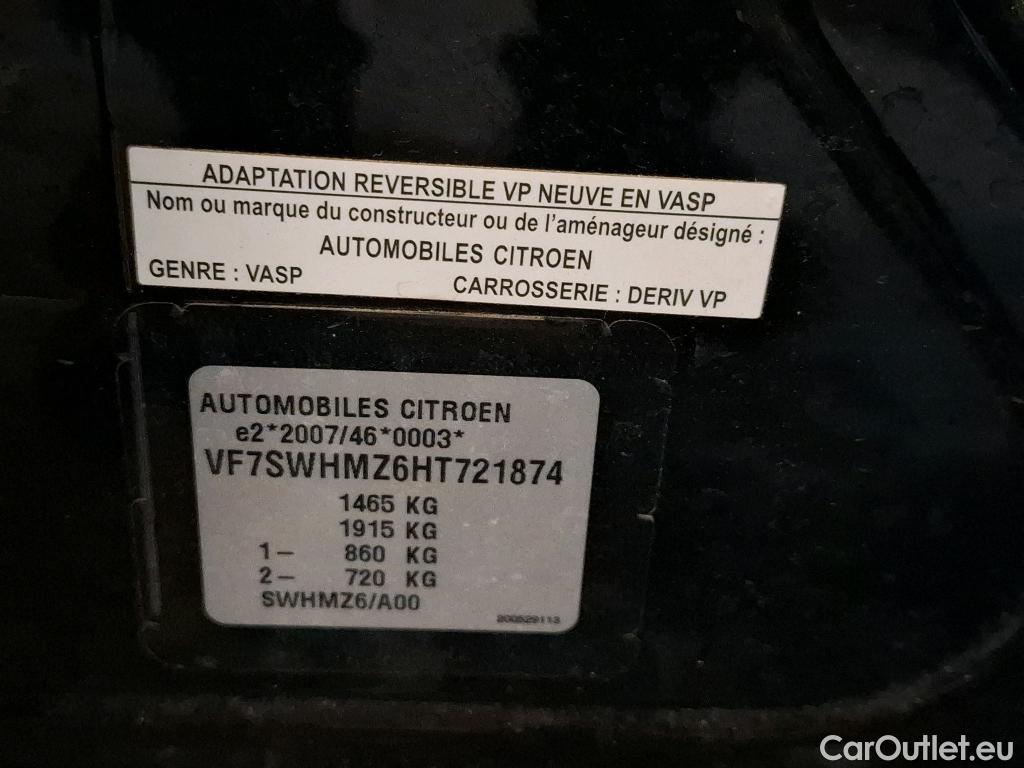 ADAPTATION REVERSIBLE VP NEUVE EN VASP
Nom ou marque du constructeur ou de l'aménageur désigné :
AUTOMOBILES CITROEN
GENRE : VASP CARROSSERIE : DERIV VP
AUTOMOBILES CITROEN
e2*2007/46*0003*
VF7SWHMZ6HT721874
1465 KG
1915 KG
1– 860 KG
2– 720 KG
SWHMZ6/A00
200529113
CarOutlet.eu